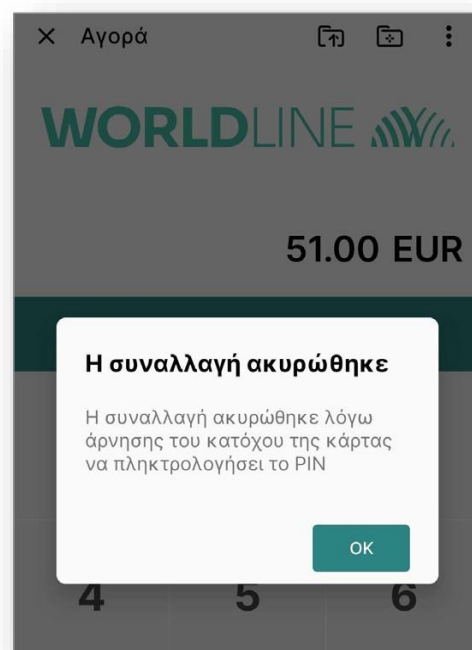 Αγορά
WORLDLINE
51.00 EUR
Η συναλλαγή ακυρώθηκε
Η συναλλαγή ακυρώθηκε λόγω
άρνησης του κατόχου της κάρτας
να πληκτρολογήσει το PIN
OK
4 5 6